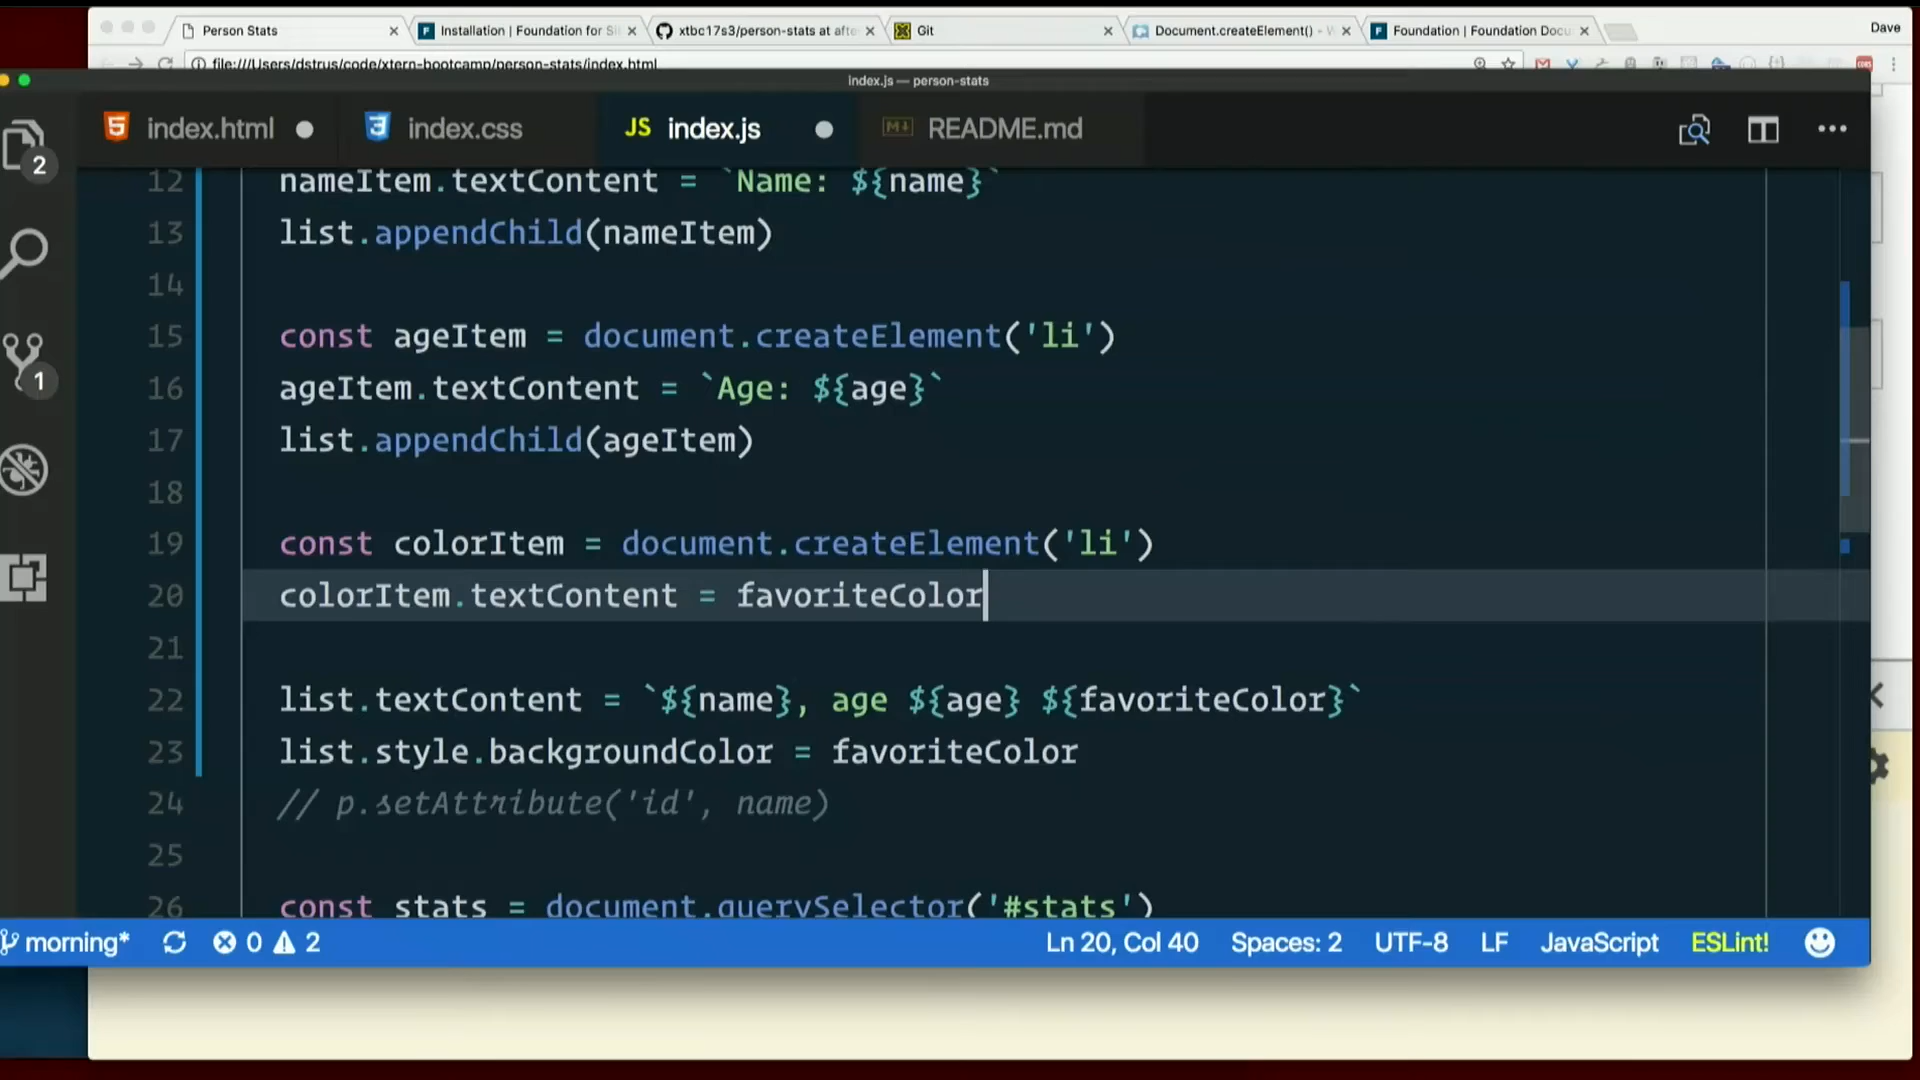 Person Stats
Installation | Foundation for Si
xtbc17s3/person-stats at afte
Git
Document.createElement() -
Foundation | Foundation Docu
Dave
file:///Users/dstrus/code/xtern-bootcamp/person-stats/index.html
index.js — person-stats
index.html
index.css
JS index.js
README.md
2
1
12 nameItem.textContent = `Name: ${name}`
13 list.appendChild(nameItem)
14
15 const ageItem = document.createElement('li')
16 ageItem.textContent = `Age: ${age}`
17 list.appendChild(ageItem)
18
19 const colorItem = document.createElement('li')
20 colorItem.textContent = favoriteColor
21
22 list.textContent = `${name}, age ${age} ${favoriteColor}`
23 list.style.backgroundColor = favoriteColor
24 // p.setAttribute('id', name)
25
26 const stats = document.querySelector('#stats')
morning* 0 2 Ln 20, Col 40 Spaces: 2 UTF-8 LF JavaScript ESLint!